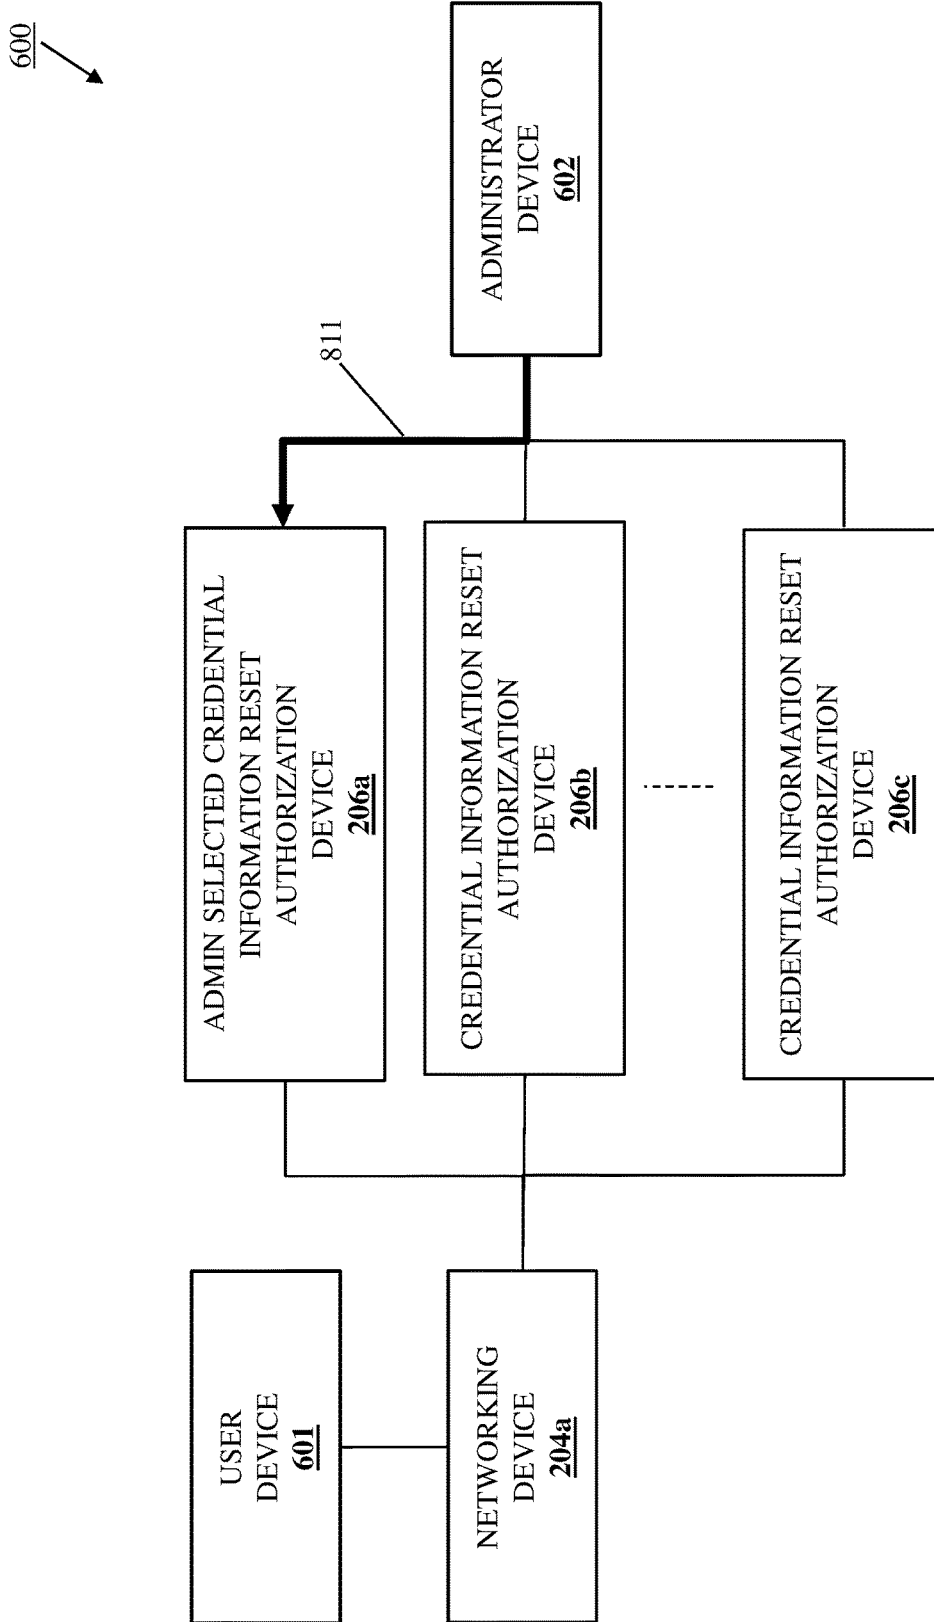 600
USER
DEVICE
601
NETWORKING
DEVICE
204a
ADMIN SELECTED CREDENTIAL
INFORMATION RESET
AUTHORIZATION
DEVICE
206a
CREDENTIAL INFORMATION RESET
AUTHORIZATION
DEVICE
206b
CREDENTIAL INFORMATION RESET
AUTHORIZATION
DEVICE
206c
811
ADMINISTRATOR
DEVICE
602